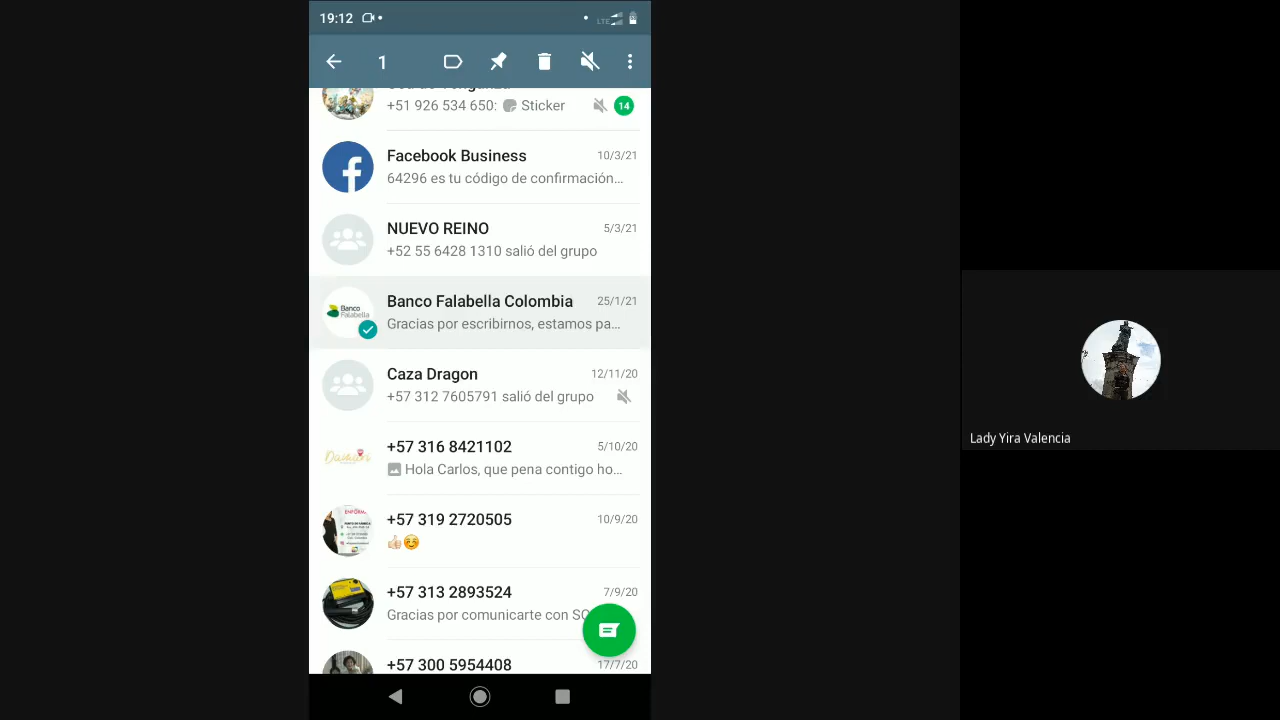 19:12
LTE
1
+51 926 534 650: Sticker
14
Facebook Business 10/3/21
64296 es tu código de confirmación...
NUEVO REINO 5/3/21
+52 55 6428 1310 salió del grupo
Banco Falabella
Banco Falabella Colombia 25/1/21
Gracias por escribirnos, estamos pa...
Caza Dragon 12/11/20
+57 312 7605791 salió del grupo
+57 316 8421102 5/10/20
Hola Carlos, que pena contigo ho...
+57 319 2720505 10/9/20
+57 313 2893524 7/9/20
Gracias por comunicarte con SO
+57 300 5954408 17/7/20
Lady Yira Valencia